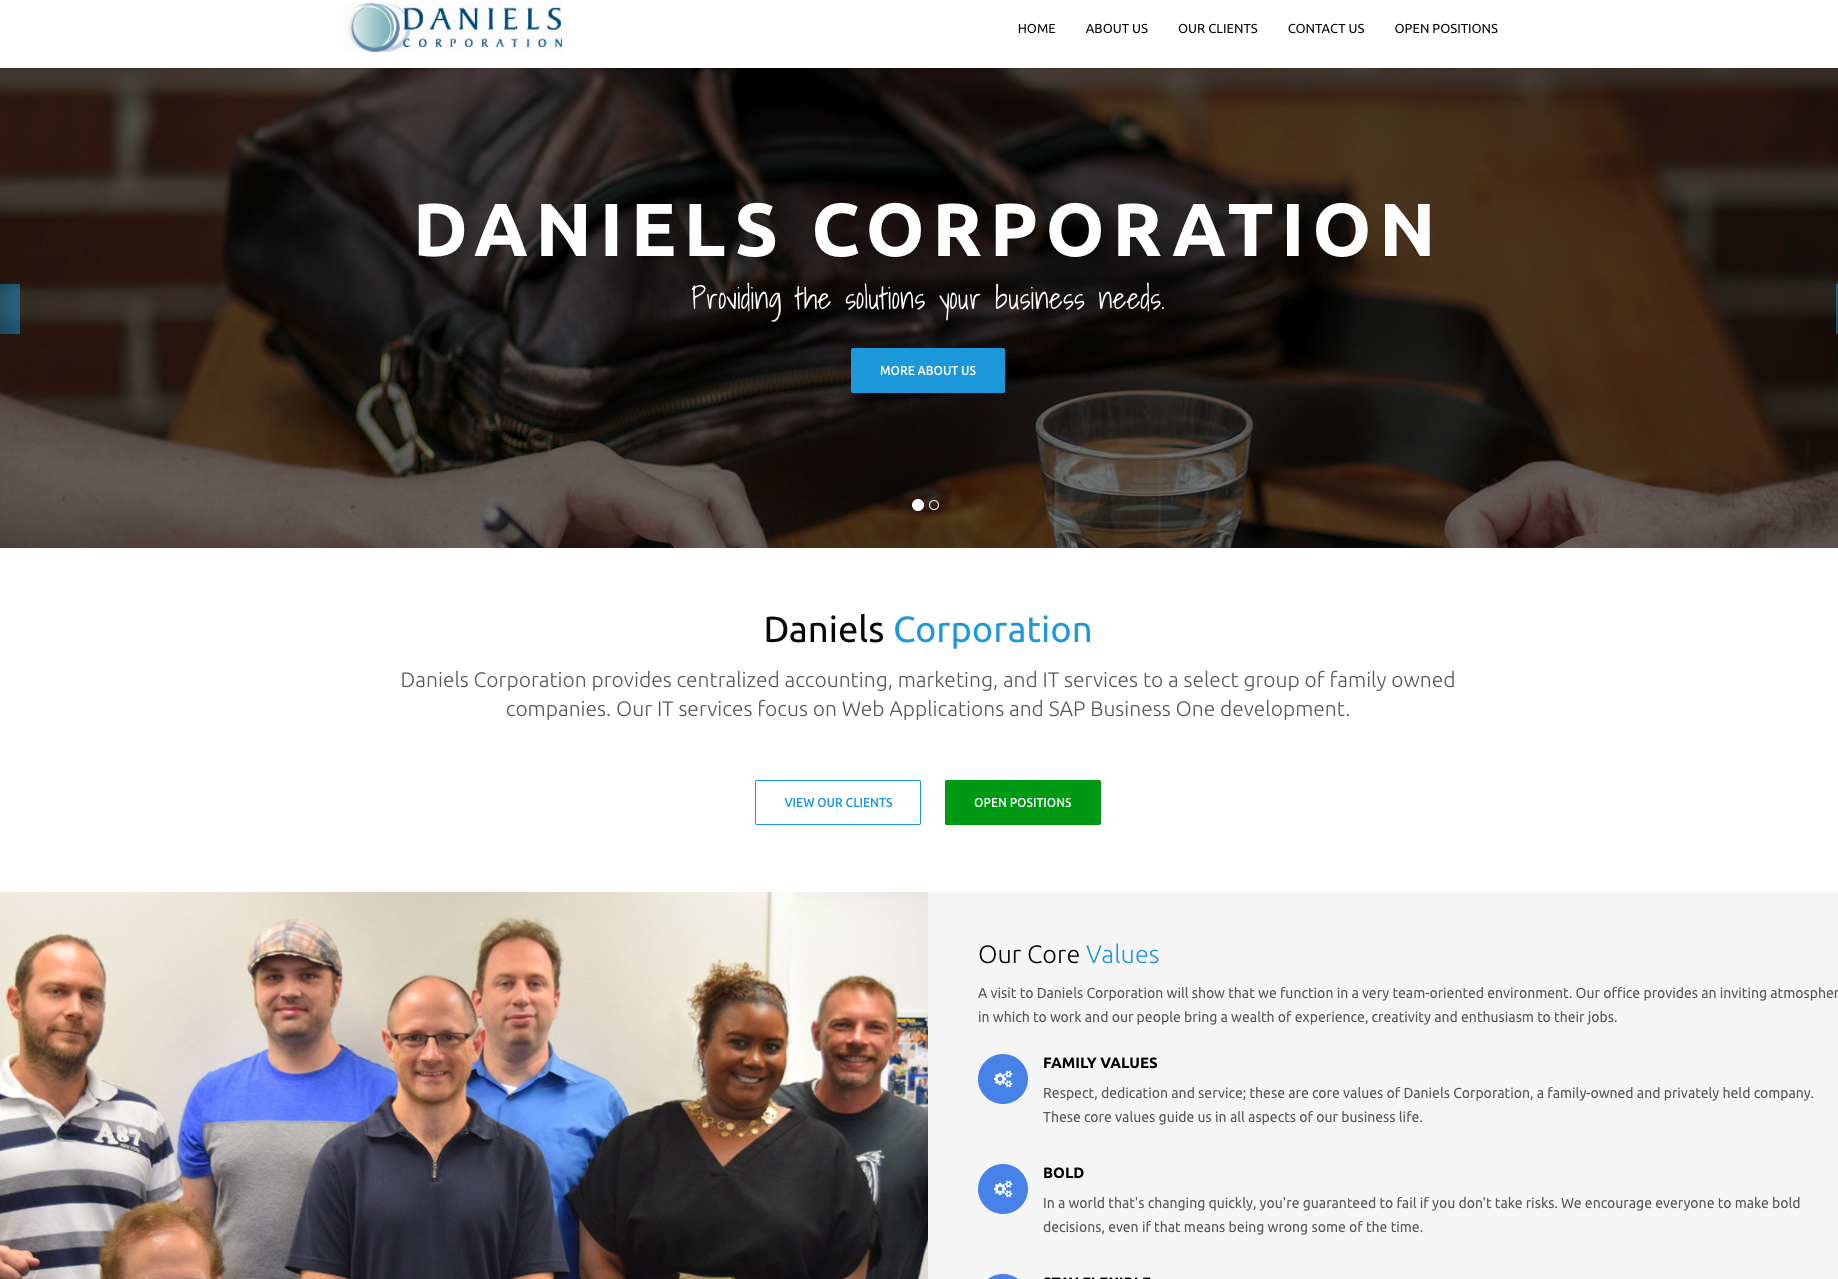 DANIELS
CORPORATION
HOME ABOUT US OUR CLIENTS CONTACT US OPEN POSITIONS
DANIELS CORPORATION
Providing the solutions your business needs.
MORE ABOUT US
Daniels Corporation
Daniels Corporation provides centralized accounting, marketing, and IT services to a select group of family owned
companies. Our IT services focus on Web Applications and SAP Business One development.
VIEW OUR CLIENTS OPEN POSITIONS
A87
Our Core Values
A visit to Daniels Corporation will show that we function in a very team-oriented environment. Our office provides an inviting atmospher
in which to work and our people bring a wealth of experience, creativity and enthusiasm to their jobs.
FAMILY VALUES
Respect, dedication and service; these are core values of Daniels Corporation, a family-owned and privately held company.
These core values guide us in all aspects of our business life.
BOLD
In a world that's changing quickly, you're guaranteed to fail if you don't take risks. We encourage everyone to make bold
decisions, even if that means being wrong some of the time.
STAY FLEXIBLE